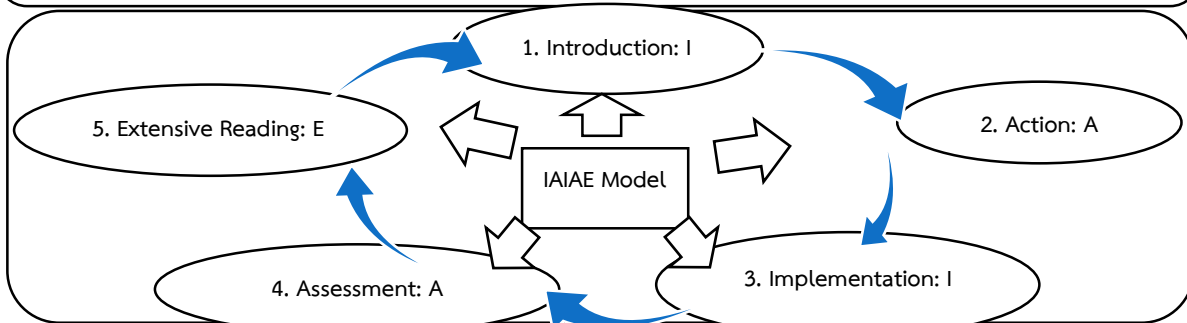 1. Introduction: I
2. Action: A
5. Extensive Reading: E
IAIAE Model
3. Implementation: I
4. Assessment: A